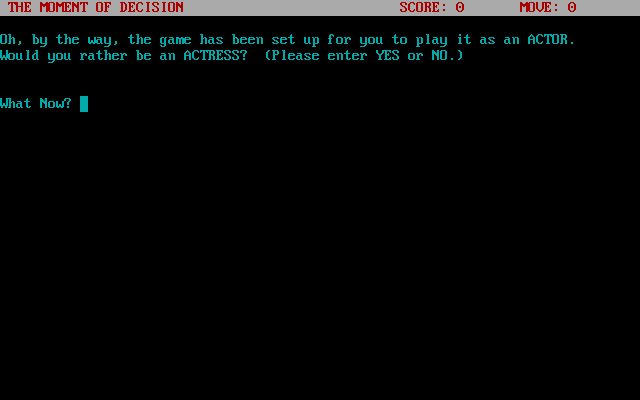 THE MOMENT OF DECISION SCORE: 0 MOVE: 0
Oh, by the way, the game has been set up for you to play it as an ACTOR.
Would you rather be an ACTRESS? (Please enter YES or NO.)
What Now?